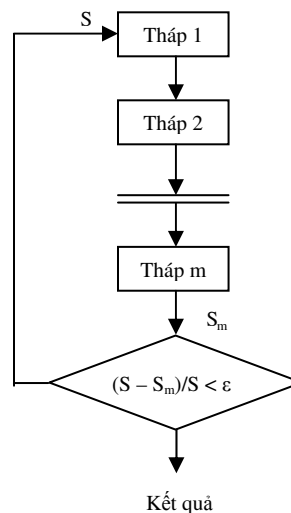 S
Tháp 1
Tháp 2
Tháp m
Sₘ
(S – Sₘ)/S < ε
Kết quả